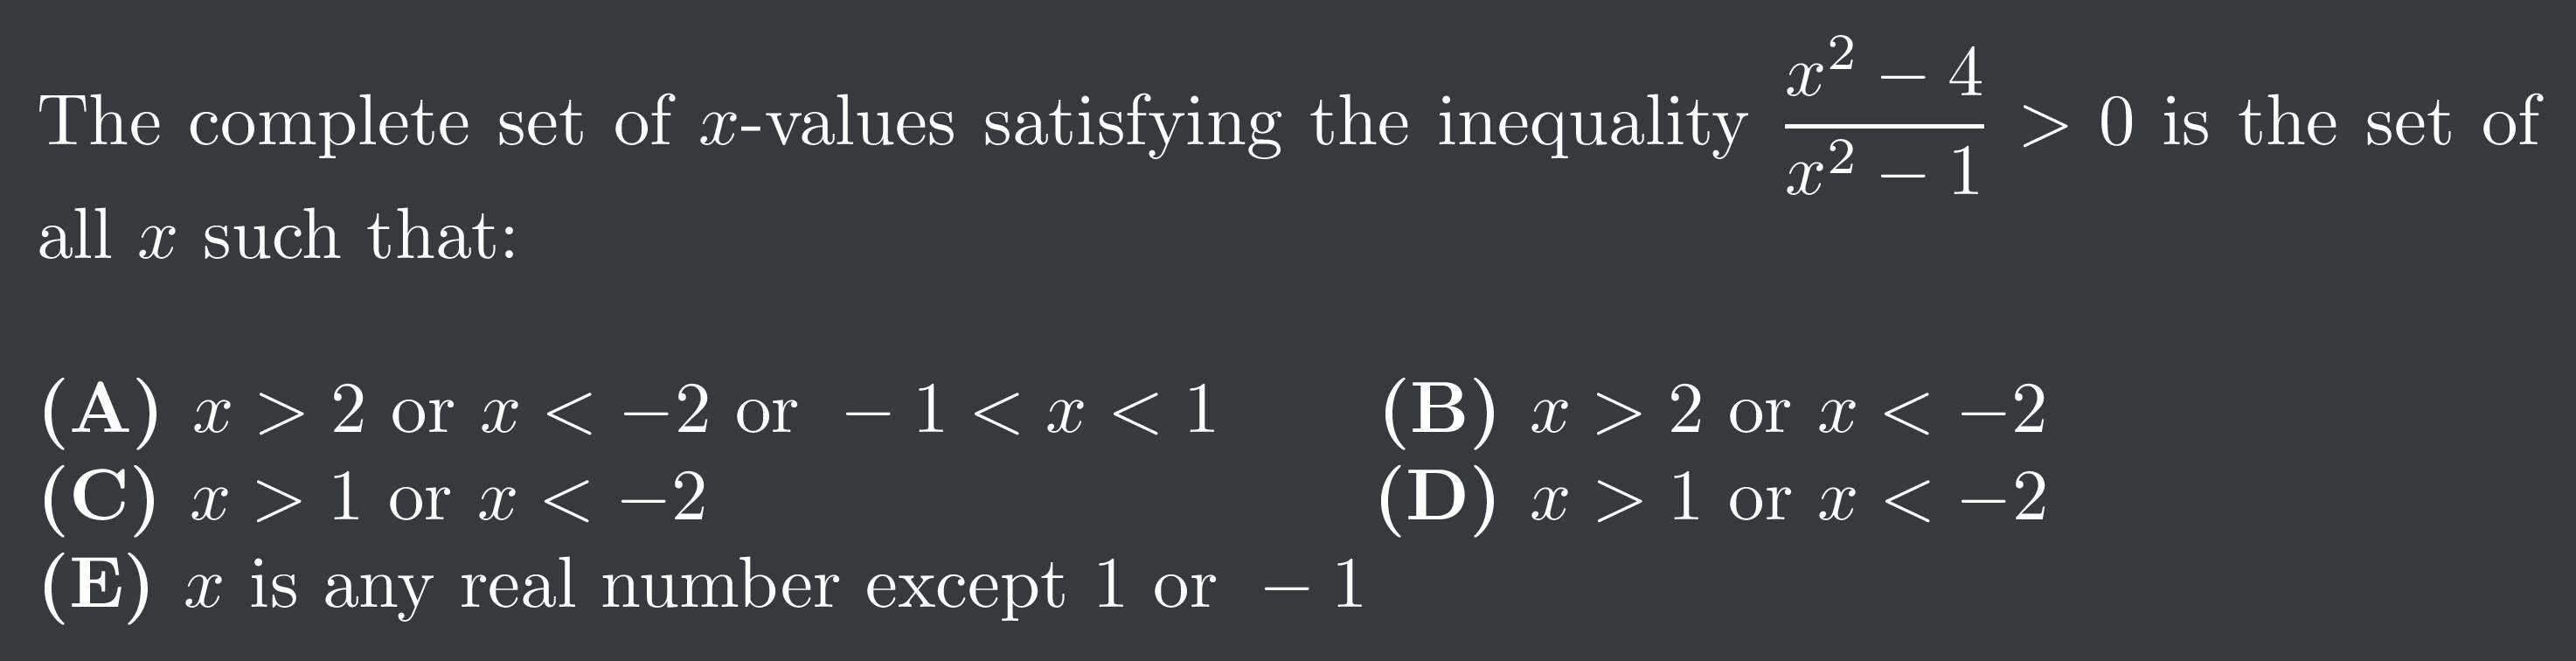 The complete set of x-values satisfying the inequality \frac{x^2 - 4}{x^2 - 1} > 0 is the set of
all x such that:
(A) x > 2 or x < −2 or − 1 < x < 1 (B) x > 2 or x < −2
(C) x > 1 or x < −2 (D) x > 1 or x < −2
(E) x is any real number except 1 or − 1